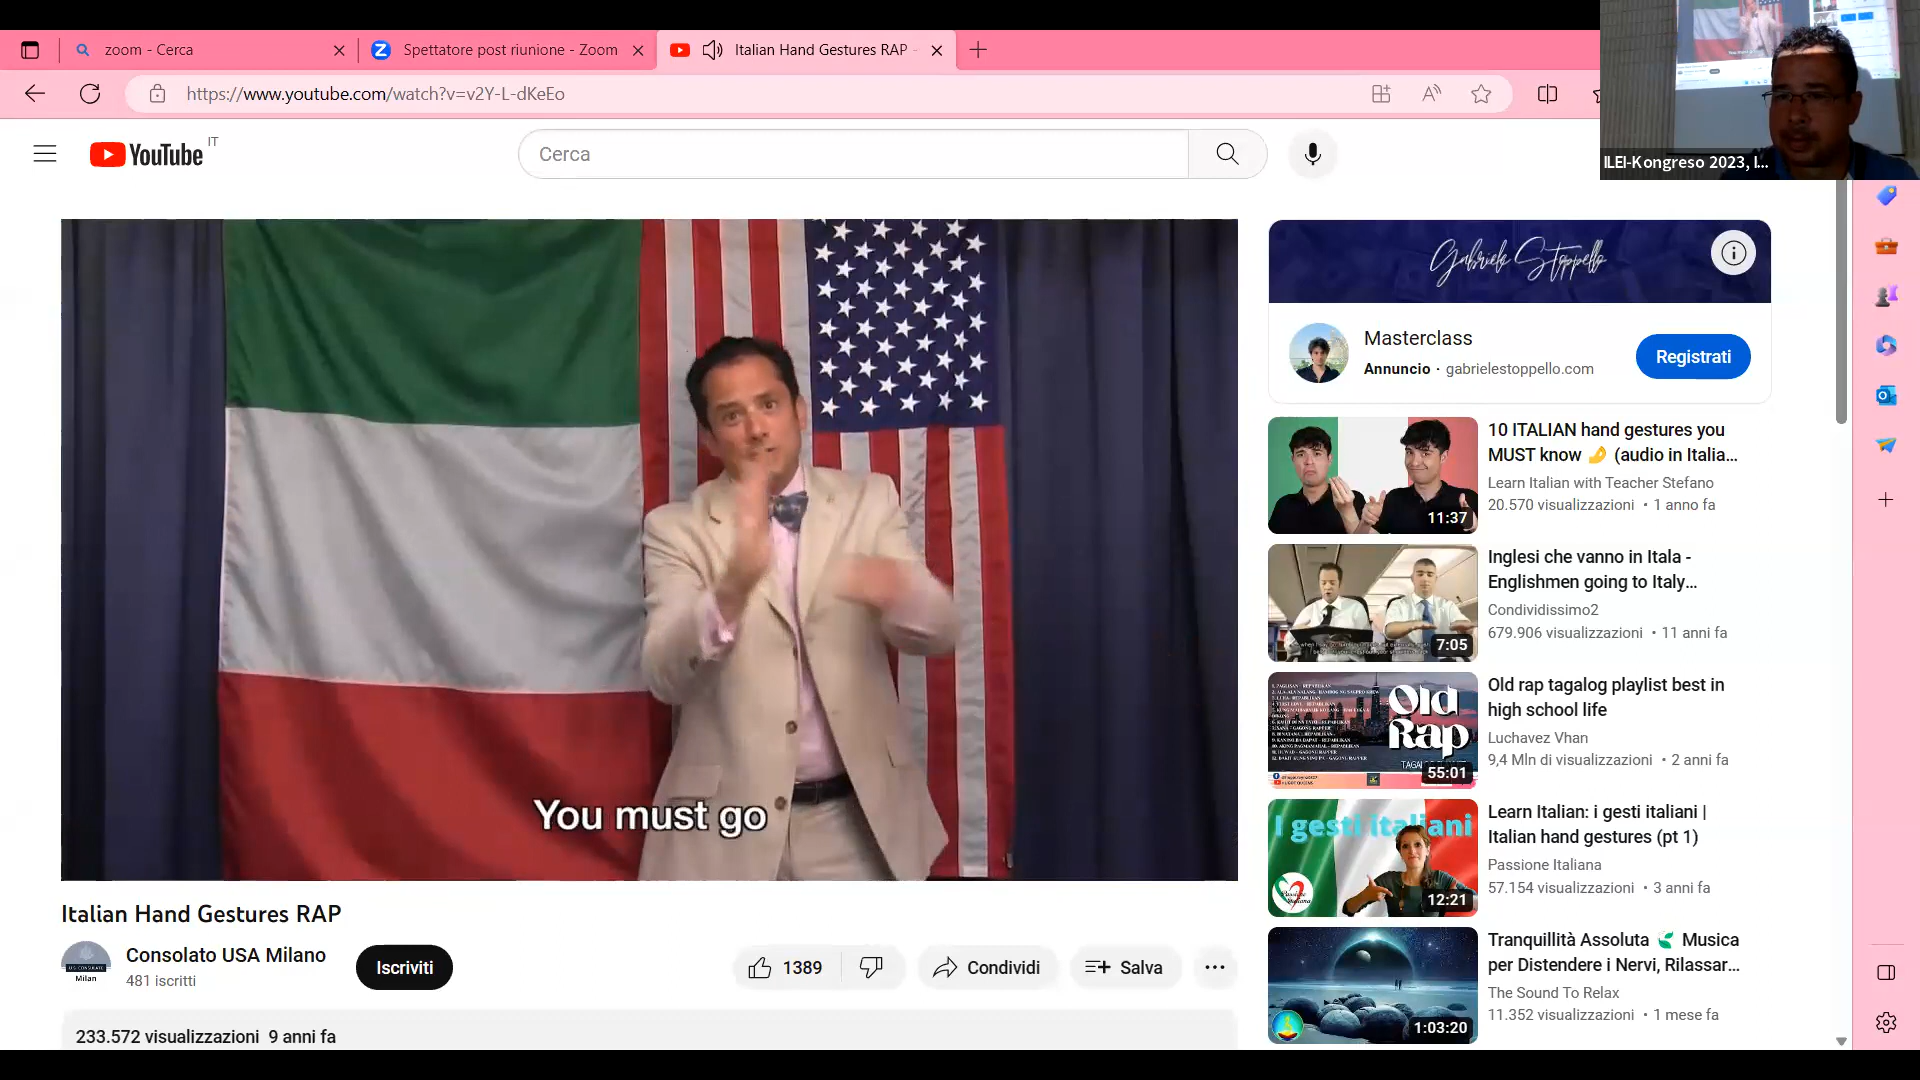 zoom - Cerca
Spettatore post riunione - Zoom
Italian Hand Gestures RAP -
https://www.youtube.com/watch?v=v2Y-L-dKeEo
ILEI-Kongreso 2023, I...
YouTube IT
Cerca
You must go
Italian Hand Gestures RAP
Consolato USA Milano
481 iscritti
Milan
Iscriviti
1389
Condividi
Salva
233.572 visualizzazioni 9 anni fa
Gabriele Stoppello
Masterclass
Annuncio · gabrielestoppello.com
Registrati
11:37
10 ITALIAN hand gestures you
MUST know 🤌 (audio in Italia...
Learn Italian with Teacher Stefano
20.570 visualizzazioni • 1 anno fa
7:05
Inglesi che vanno in Itala -
Englishmen going to Italy...
Condividissimo2
679.906 visualizzazioni • 11 anni fa
Old
Rap
55:01
Old rap tagalog playlist best in
high school life
Luchavez Vhan
9,4 Mln di visualizzazioni • 2 anni fa
I gesti italiani
12:21
Learn Italian: i gesti italiani |
Italian hand gestures (pt 1)
Passione Italiana
57.154 visualizzazioni • 3 anni fa
1:03:20
Tranquillità Assoluta 🍃 Musica
per Distendere i Nervi, Rilassar...
The Sound To Relax
11.352 visualizzazioni • 1 mese fa